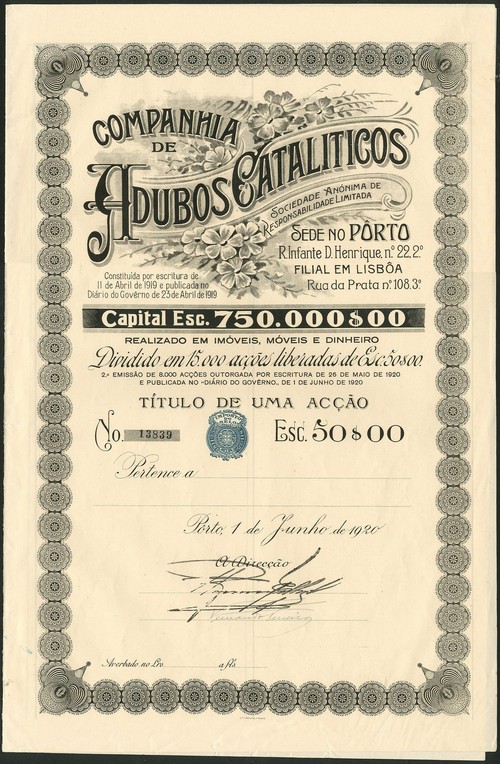 COMPANHIA
DE
ADUBOS CATALITICOS
SOCIEDADE ANÓNIMA DE
RESPONSABILIDADE LIMITADA
SEDE NO PÔRTO
R. Infante D. Henrique, n.º 22, 2.º
FILIAL EM LISBÔA
Rua da Prata n.º 108, 3.º
Constituída por escritura de
11 de Abril de 1919 e publicada no
Diário do Govêrno de 23 de Abril de 1919
Capital Esc. 750.000$00
REALIZADO EM IMÓVEIS, MÓVEIS E DINHEIRO
Dividido em 15.000 acções liberadas de Esc. 50$00.
2.ª EMISSÃO DE 8.000 ACÇÕES OUTORGADA POR ESCRITURA DE 26 DE MAIO DE 1920
E PUBLICADA NO «DIÁRIO DO GOVÊRNO», DE 1 DE JUNHO DE 1920
TÍTULO DE UMA ACÇÃO
No. 13839 Esc. 50$00
Pertence a
Porto, 1 de Junho de 1920
A Direcção
Averbado no Lro. a fls.